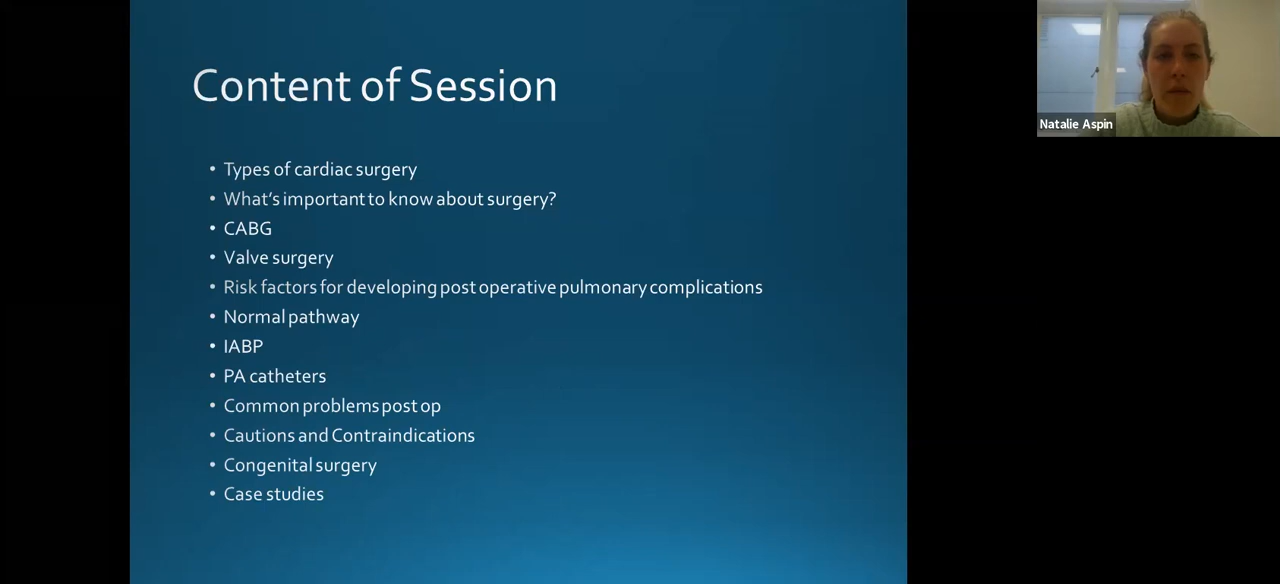 Content of Session
• Types of cardiac surgery
• What's important to know about surgery?
• CABG
• Valve surgery
• Risk factors for developing post operative pulmonary complications
• Normal pathway
• IABP
• PA catheters
• Common problems post op
• Cautions and Contraindications
• Congenital surgery
• Case studies
Natalie Aspin